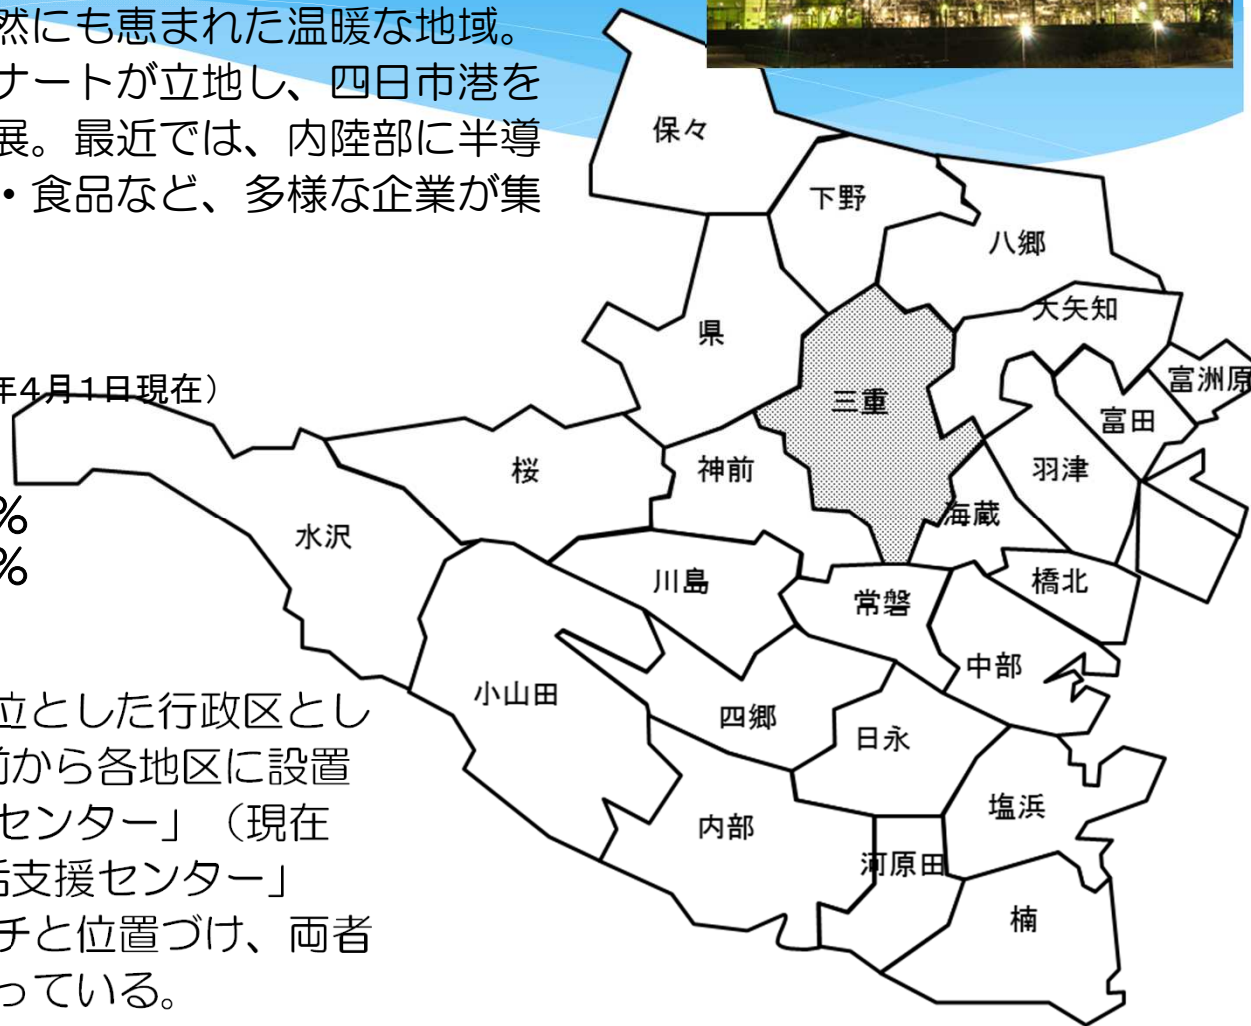 然にも恵まれた温暖な地域。
ナートが立地し、四日市港を
展。最近では、内陸部に半導
・食品など、多様な企業が集
年4月1日現在）
%
%
立とした行政区とし
前から各地区に設置
センター」（現在
活支援センター」
チと位置づけ、両者
っている。
保々
下野
八郷
大矢知
県
富洲原
三重
富田
桜
神前
羽津
海蔵
水沢
川島
橋北
常磐
中部
小山田
四郷
日永
塩浜
内部
河原田
楠